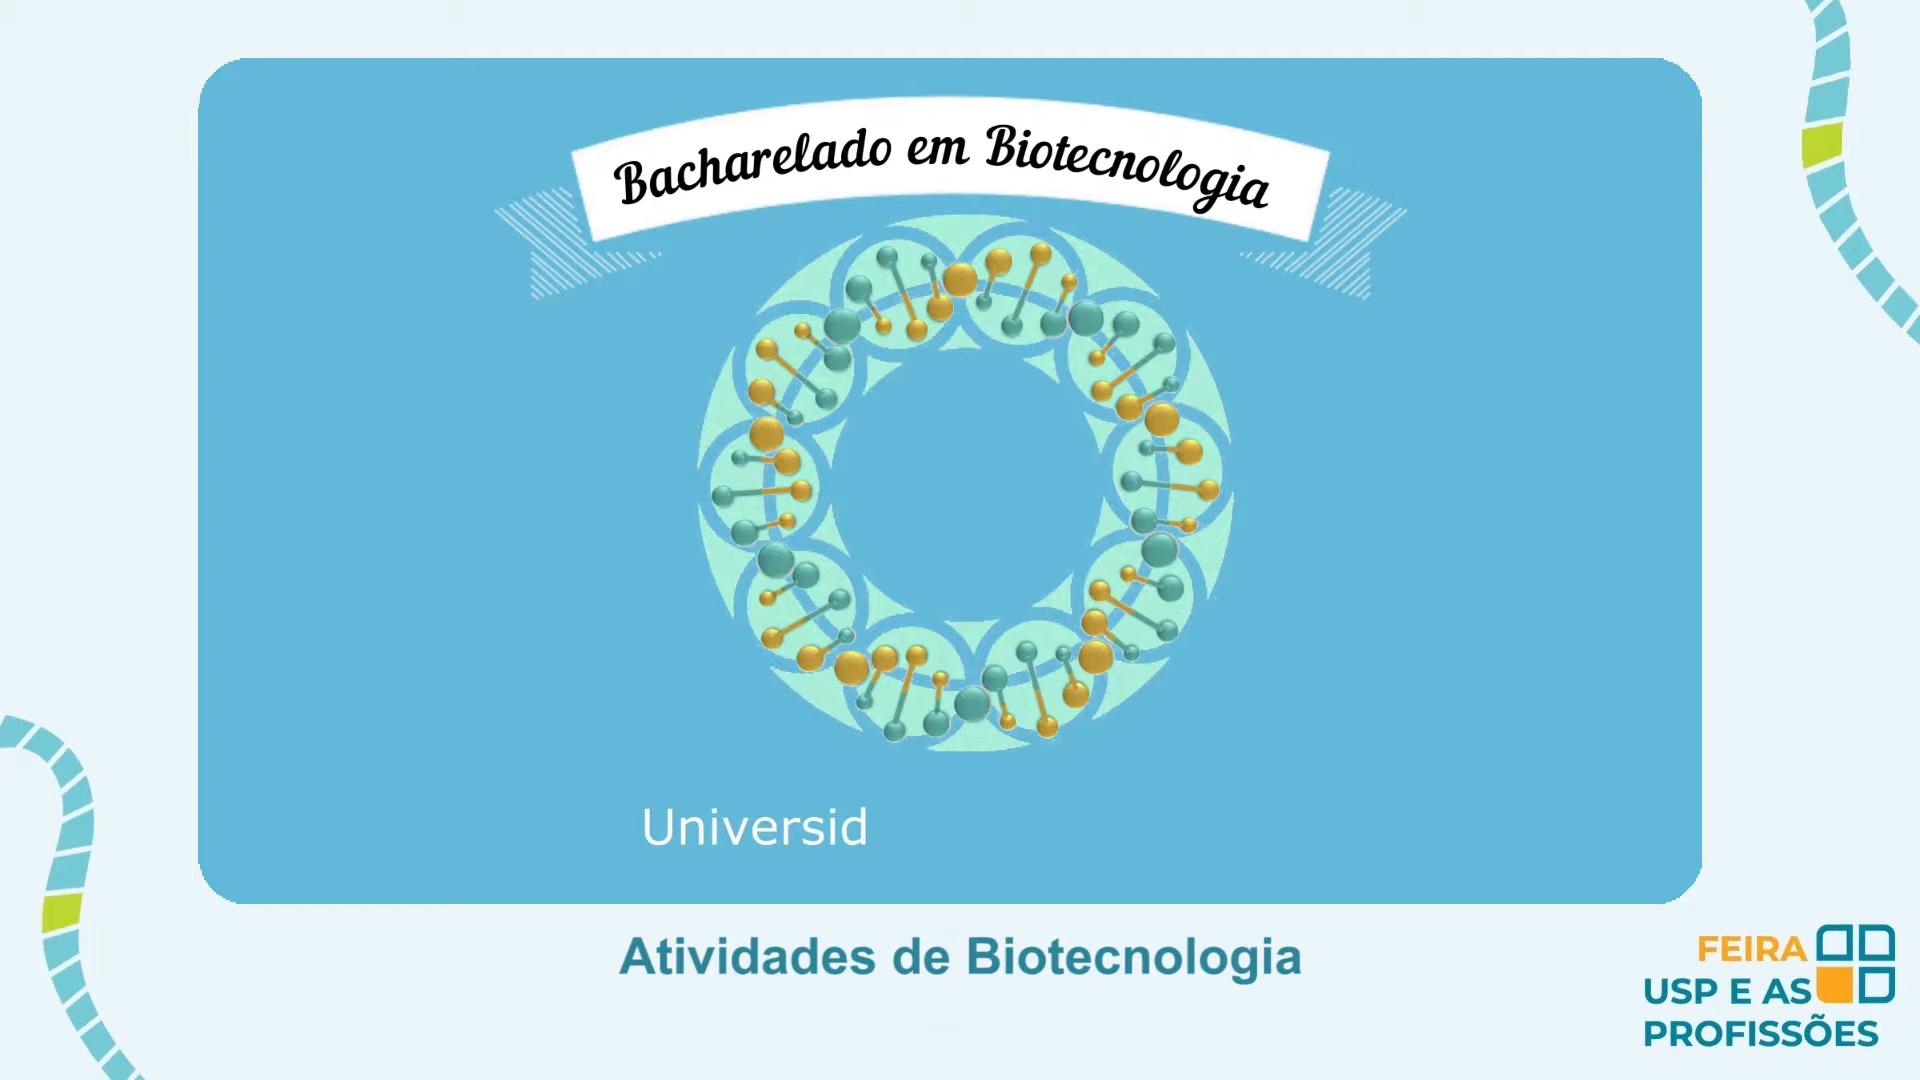 Bacharelado em Biotecnologia
Universid
Atividades de Biotecnologia
FEIRA
USP E AS
PROFISSÕES